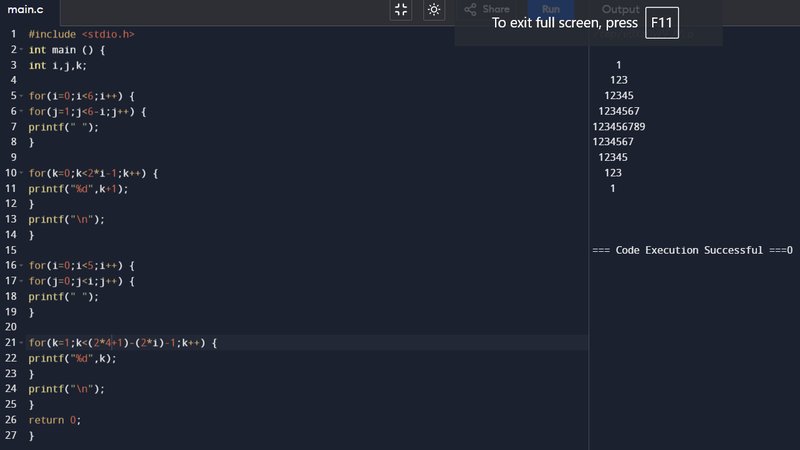 main.c
Share
Run
Output
To exit full screen, press F11
1 #include <stdio.h>
2 int main () {
3 int i,j,k;
4
5 for(i=0;i<6;i++) {
6 for(j=1;j<6-i;j++) {
7 printf(" ");
8 }
9
10 for(k=0;k<2*i-1;k++) {
11 printf("%d",k+1);
12 }
13 printf("\n");
14 }
15
16 for(i=0;i<5;i++) {
17 for(j=0;j<i;j++) {
18 printf(" ");
19 }
20
21 for(k=1;k<(2*4+1)-(2*i)-1;k++) {
22 printf("%d",k);
23 }
24 printf("\n");
25 }
26 return 0;
27 }
1
123
12345
1234567
123456789
1234567
12345
123
1
=== Code Execution Successful ===0